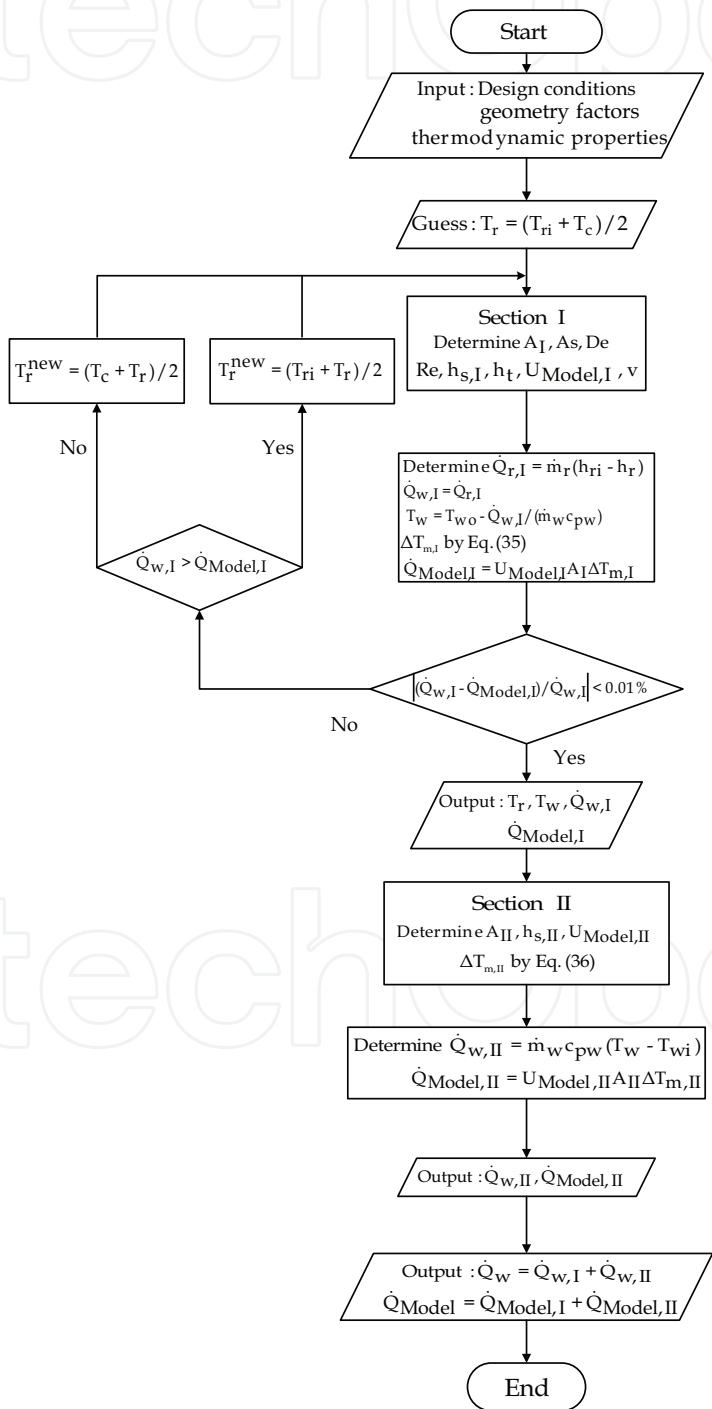 Start
Input : Design conditions
geometry factors
thermodynamic properties
Guess : T_r = (T_ri + T_c)/2
Section I
Determine A_I, As, De
Re, h_s,I, h_t, U_Model,I, v
T_r^new = (T_c + T_r)/2
T_r^new = (T_ri + T_r)/2
No
Yes
Determine Q̇_r,I = ṁ_r(h_ri - h_r)
Q̇_w,I = Q̇_r,I
T_w = T_wo - Q̇_w,I/(ṁ_w c_pw)
ΔT_m,I by Eq.(35)
Q̇_Model,I = U_Model,I A_I ΔT_m,I
Q̇_w,I > Q̇_Model,I
|(Q̇_w,I - Q̇_Model,I)/Q̇_w,I| < 0.01%
No
Yes
Output : T_r, T_w, Q̇_w,I
Q̇_Model,I
Section II
Determine A_II, h_s,II, U_Model,II
ΔT_m,II by Eq.(36)
Determine Q̇_w,II = ṁ_w c_pw (T_w - T_wi)
Q̇_Model,II = U_Model,II A_II ΔT_m,II
Output : Q̇_w,II, Q̇_Model,II
Output : Q̇_w = Q̇_w,I + Q̇_w,II
Q̇_Model = Q̇_Model,I + Q̇_Model,II
End